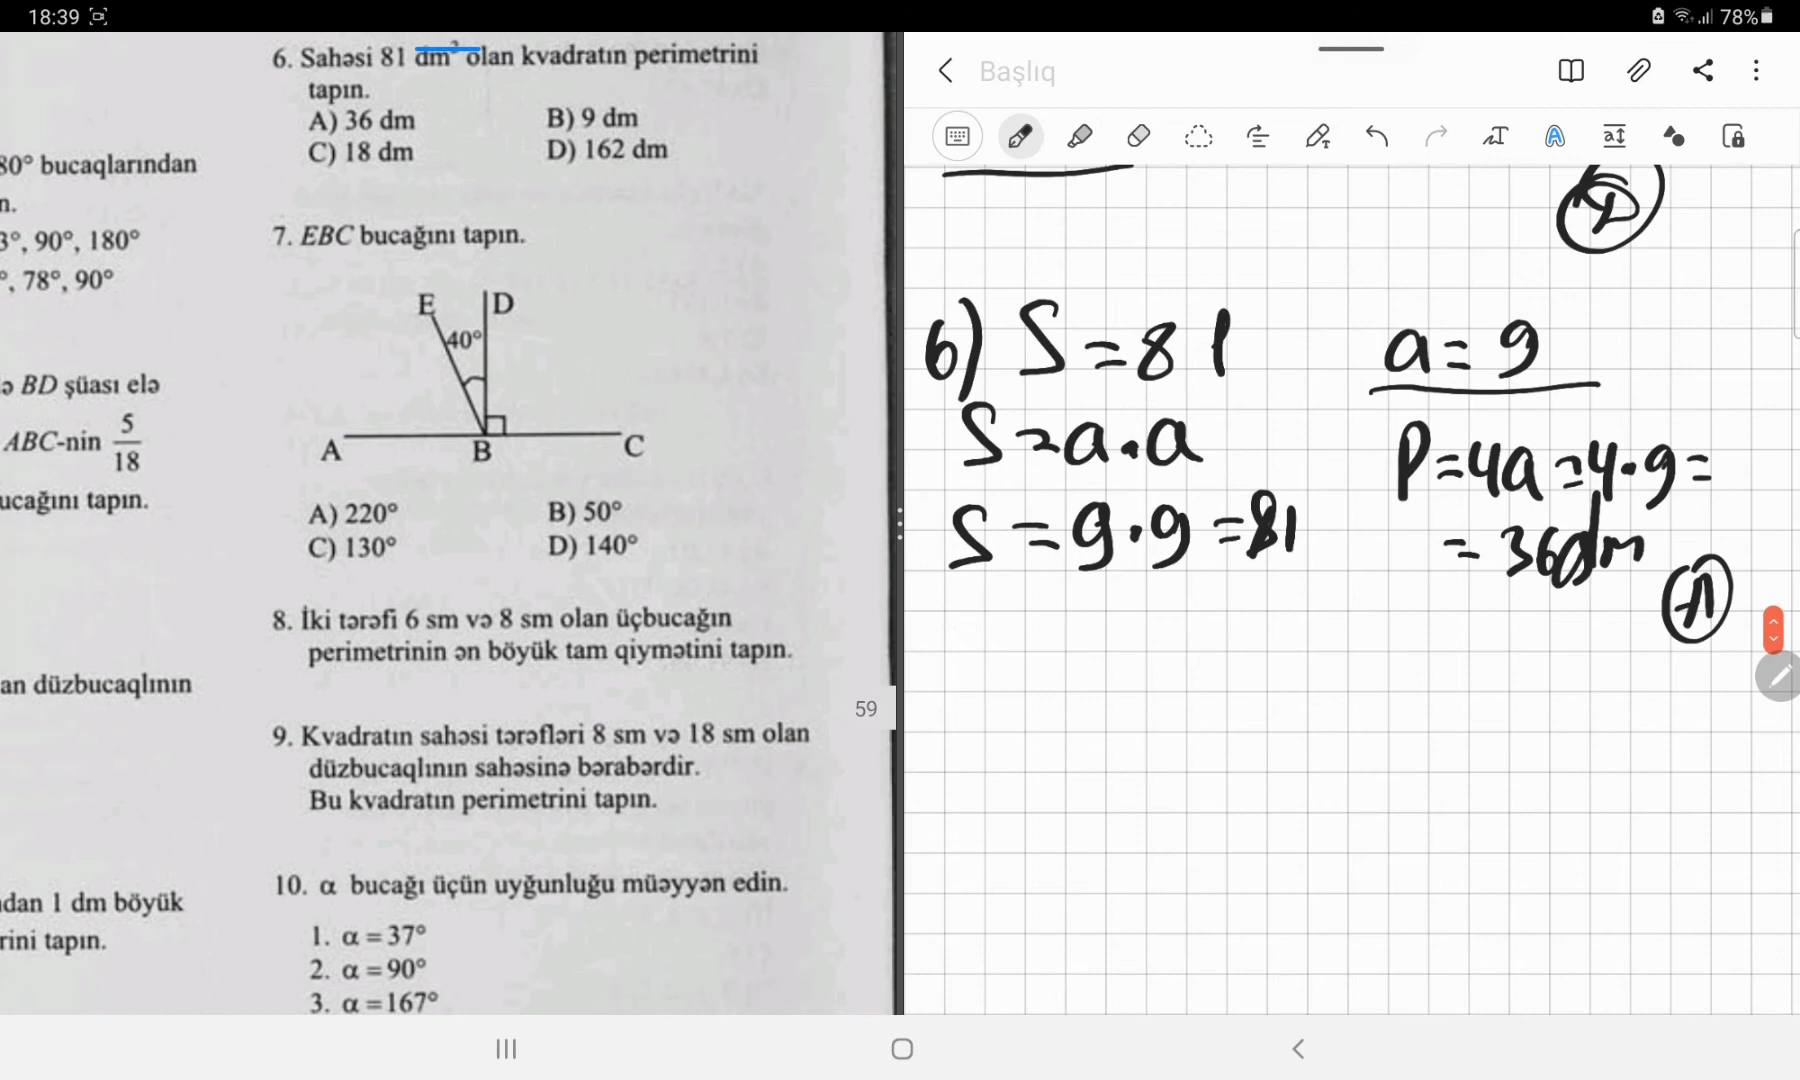 18:39
78%
80° bucaqlarından
n.
3°, 90°, 180°
°, 78°, 90°
ə BD şüası elə
ABC-nin 5/18
ucağını tapın.
an düzbucaqlının
dan 1 dm böyük
rini tapın.
6. Sahəsi 81 dm² olan kvadratın perimetrini
tapın.
A) 36 dm B) 9 dm
C) 18 dm D) 162 dm
7. EBC bucağını tapın.
E D
40°
A B C
A) 220° B) 50°
C) 130° D) 140°
8. İki tərəfi 6 sm və 8 sm olan üçbucağın
perimetrinin ən böyük tam qiymətini tapın.
59
9. Kvadratın sahəsi tərəfləri 8 sm və 18 sm olan
düzbucaqlının sahəsinə bərabərdir.
Bu kvadratın perimetrini tapın.
10. α bucağı üçün uyğunluğu müəyyən edin.
1. α = 37°
2. α = 90°
3. α = 167°
Başlıq
6) S = 81
S = a · a
S = 9 · 9 = 81
a = 9
P = 4a = 4 · 9 =
= 36dm
A